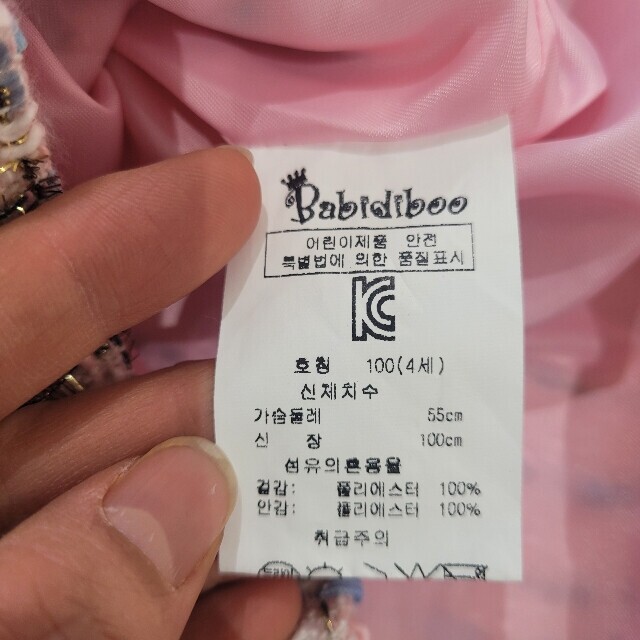 Babidiboo
어린이제품 안전
특별법에 의한 품질표시
KC
호칭 100(4세)
신체치수
가슴둘레 55cm
신 장 100cm
섬유의혼용율
겉감: 폴리에스터 100%
안감: 폴리에스터 100%
취급주의